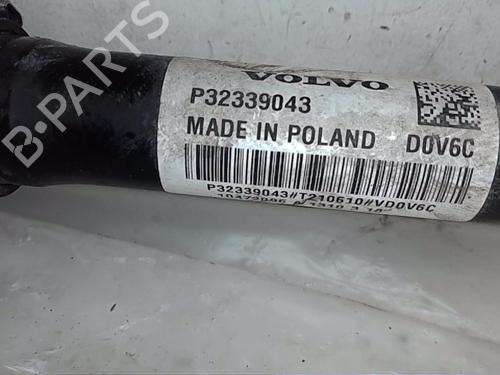 B-PARTS
VOLVO
P32339043
MADE IN POLAND D0V6C
P32339043//T210610#VD0V6C